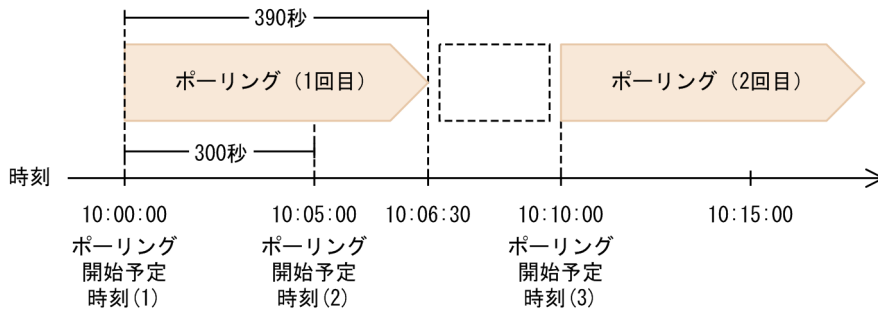 390秒
ポーリング（1回目）
ポーリング（2回目）
300秒
時刻
10:00:00
ポーリング
開始予定
時刻(1)
10:05:00
ポーリング
開始予定
時刻(2)
10:06:30
10:10:00
ポーリング
開始予定
時刻(3)
10:15:00